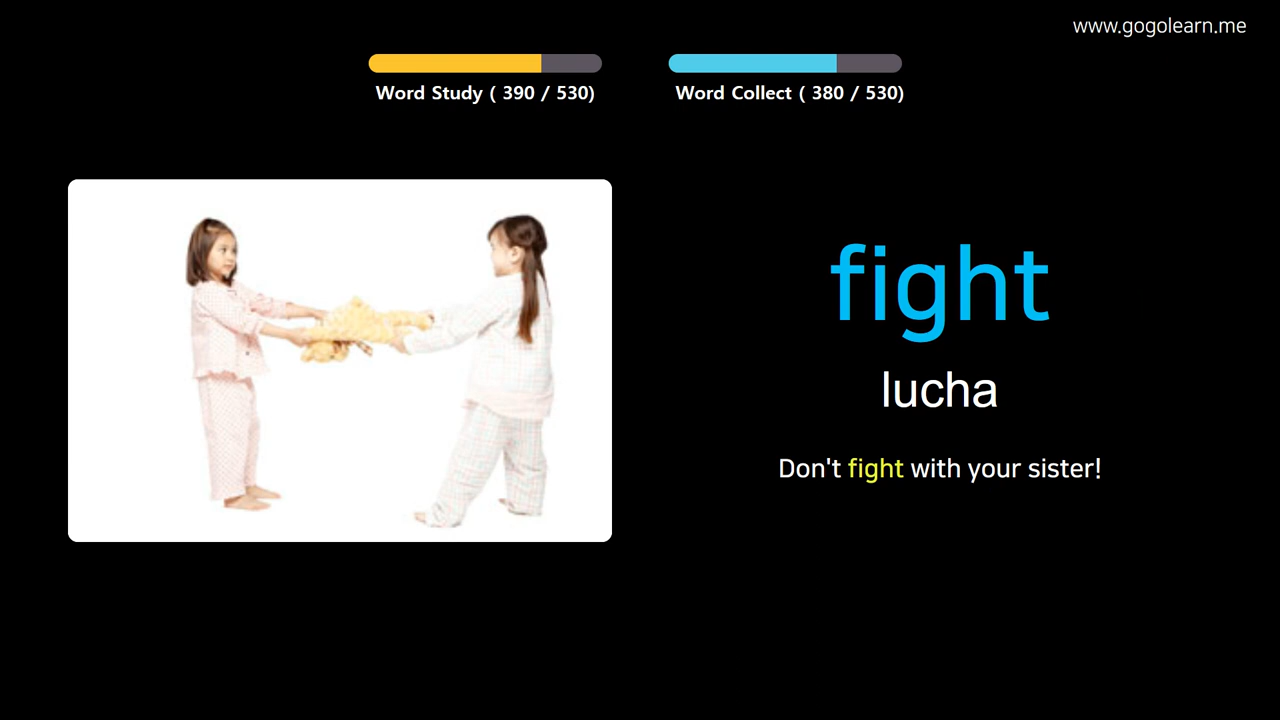 www.gogolearn.me
Word Study ( 390 / 530)
Word Collect ( 380 / 530)
fight
lucha
Don't fight with your sister!